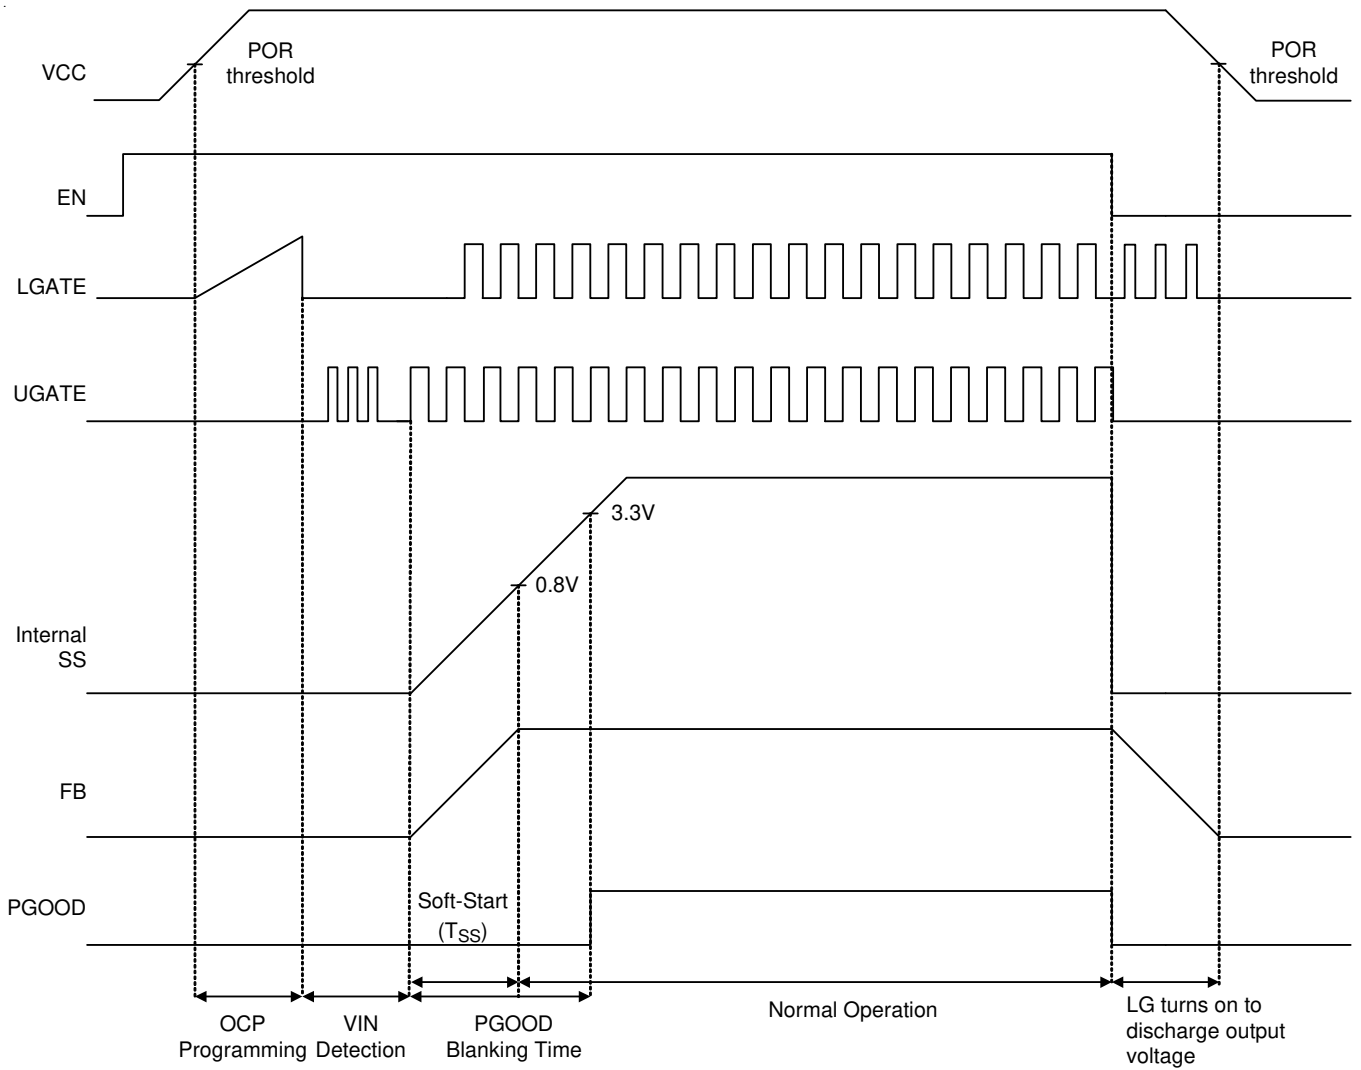 POR
threshold
VCC
POR
threshold
EN
LGATE
UGATE
3.3V
0.8V
Internal
SS
FB
PGOOD
Soft-Start
(TSS)
OCP
Programming
VIN
Detection
PGOOD
Blanking Time
Normal Operation
LG turns on to
discharge output
voltage